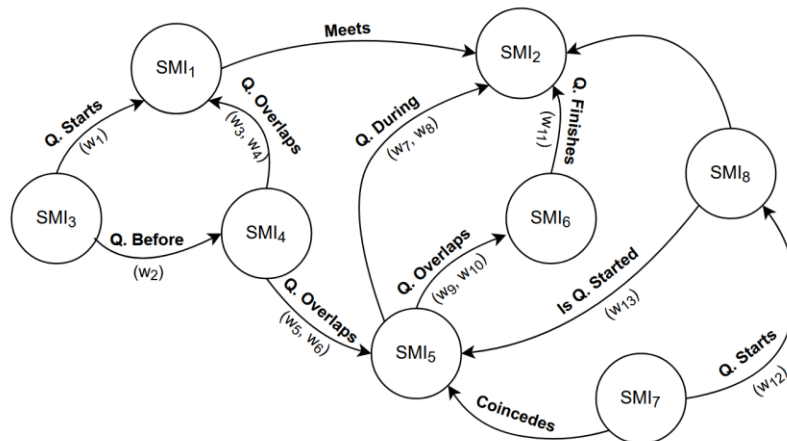 Meets
SMI1
SMI2
Q. Starts
(w1)
Q. Overlaps
(w3, w4)
Q. During
(w7, w8)
Q. Finishes
(w11)
SMI8
SMI3
SMI4
SMI6
Q. Before
(w2)
Q. Overlaps
(w9, w10)
Q. Overlaps
(w5, w6)
Is Q. Started
(w13)
SMI5
Q. Starts
(w12)
Coincedes
SMI7